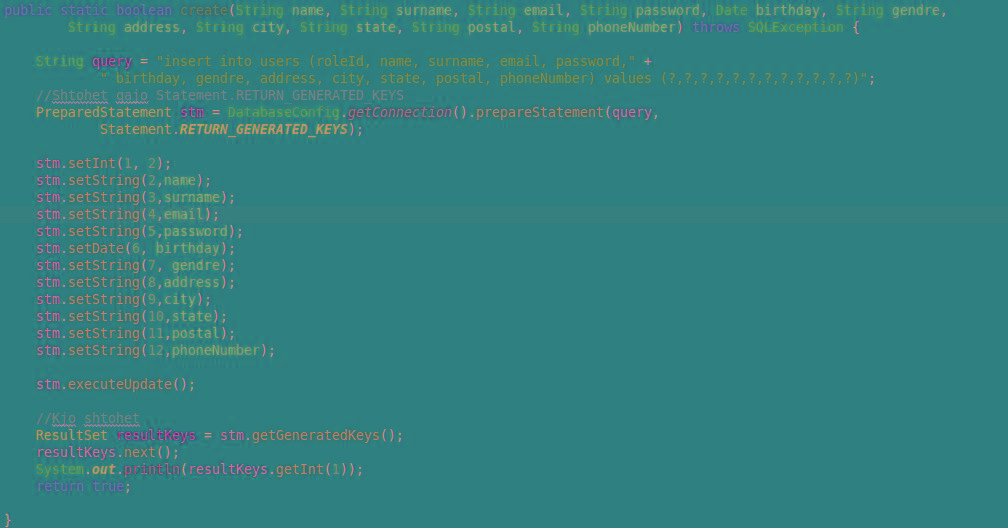 public static boolean create(String name, String surname, String email, String password, Date birthday, String gendre,
String address, String city, String state, String postal, String phoneNumber) throws SQLException {
String query = "insert into users (roleId, name, surname, email, password," +
" birthday, gendre, address, city, state, postal, phoneNumber) values (?,?,?,?,?,?,?,?,?,?,?,?)";
//Shtohet qajo Statement.RETURN_GENERATED_KEYS
PreparedStatement stm = DatabaseConfig.getConnection().prepareStatement(query,
Statement.RETURN_GENERATED_KEYS);
stm.setInt(1, 2);
stm.setString(2,name);
stm.setString(3,surname);
stm.setString(4,email);
stm.setString(5,password);
stm.setDate(6, birthday);
stm.setString(7, gendre);
stm.setString(8,address);
stm.setString(9,city);
stm.setString(10,state);
stm.setString(11,postal);
stm.setString(12,phoneNumber);
stm.executeUpdate();
//Kjo shtohet
ResultSet resultKeys = stm.getGeneratedKeys();
resultKeys.next();
System.out.println(resultKeys.getInt(1));
return true;
}